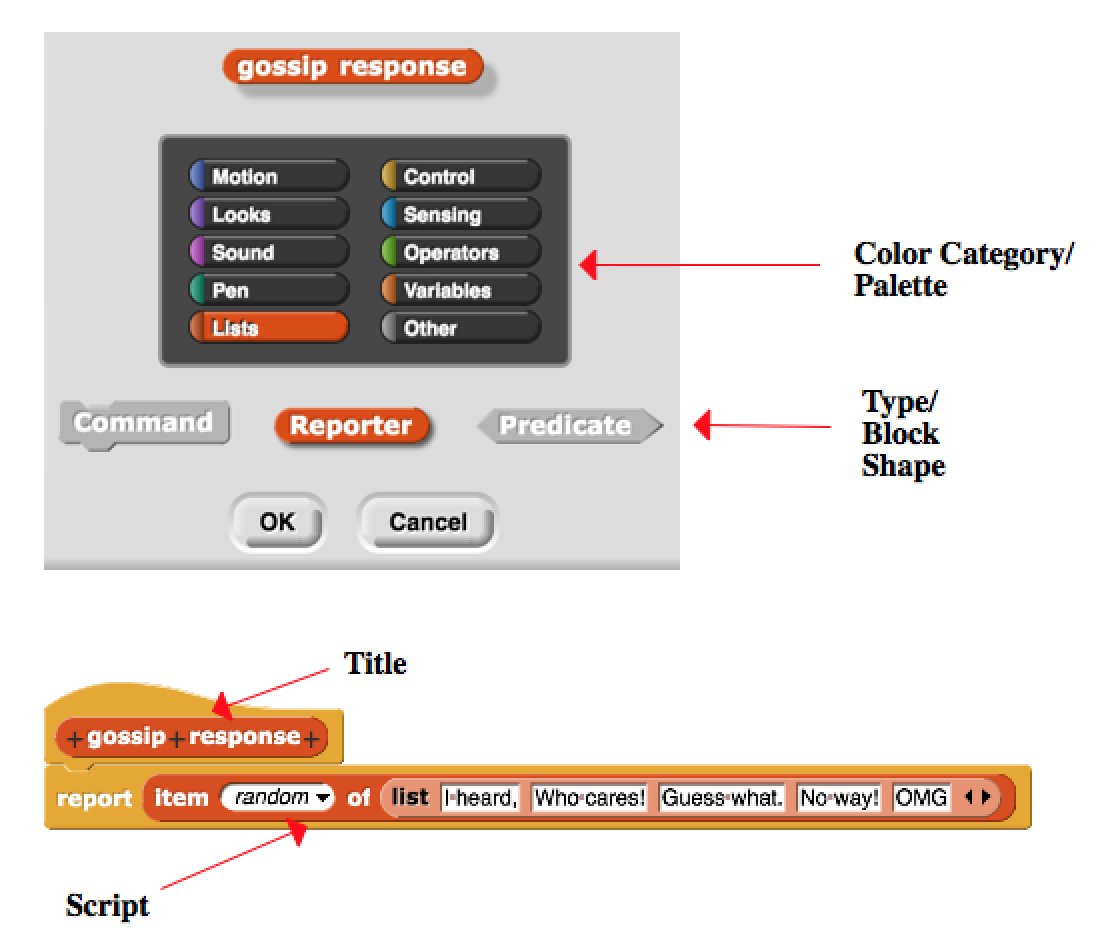 gossip response
Motion
Control
Looks
Sensing
Sound
Operators
Pen
Variables
Lists
Other
Color Category/
Palette
Command
Reporter
Predicate
Type/
Block
Shape
OK
Cancel
Title
+ gossip + response +
report item random ▾ of list I heard, Who cares! Guess what. No way! OMG
Script